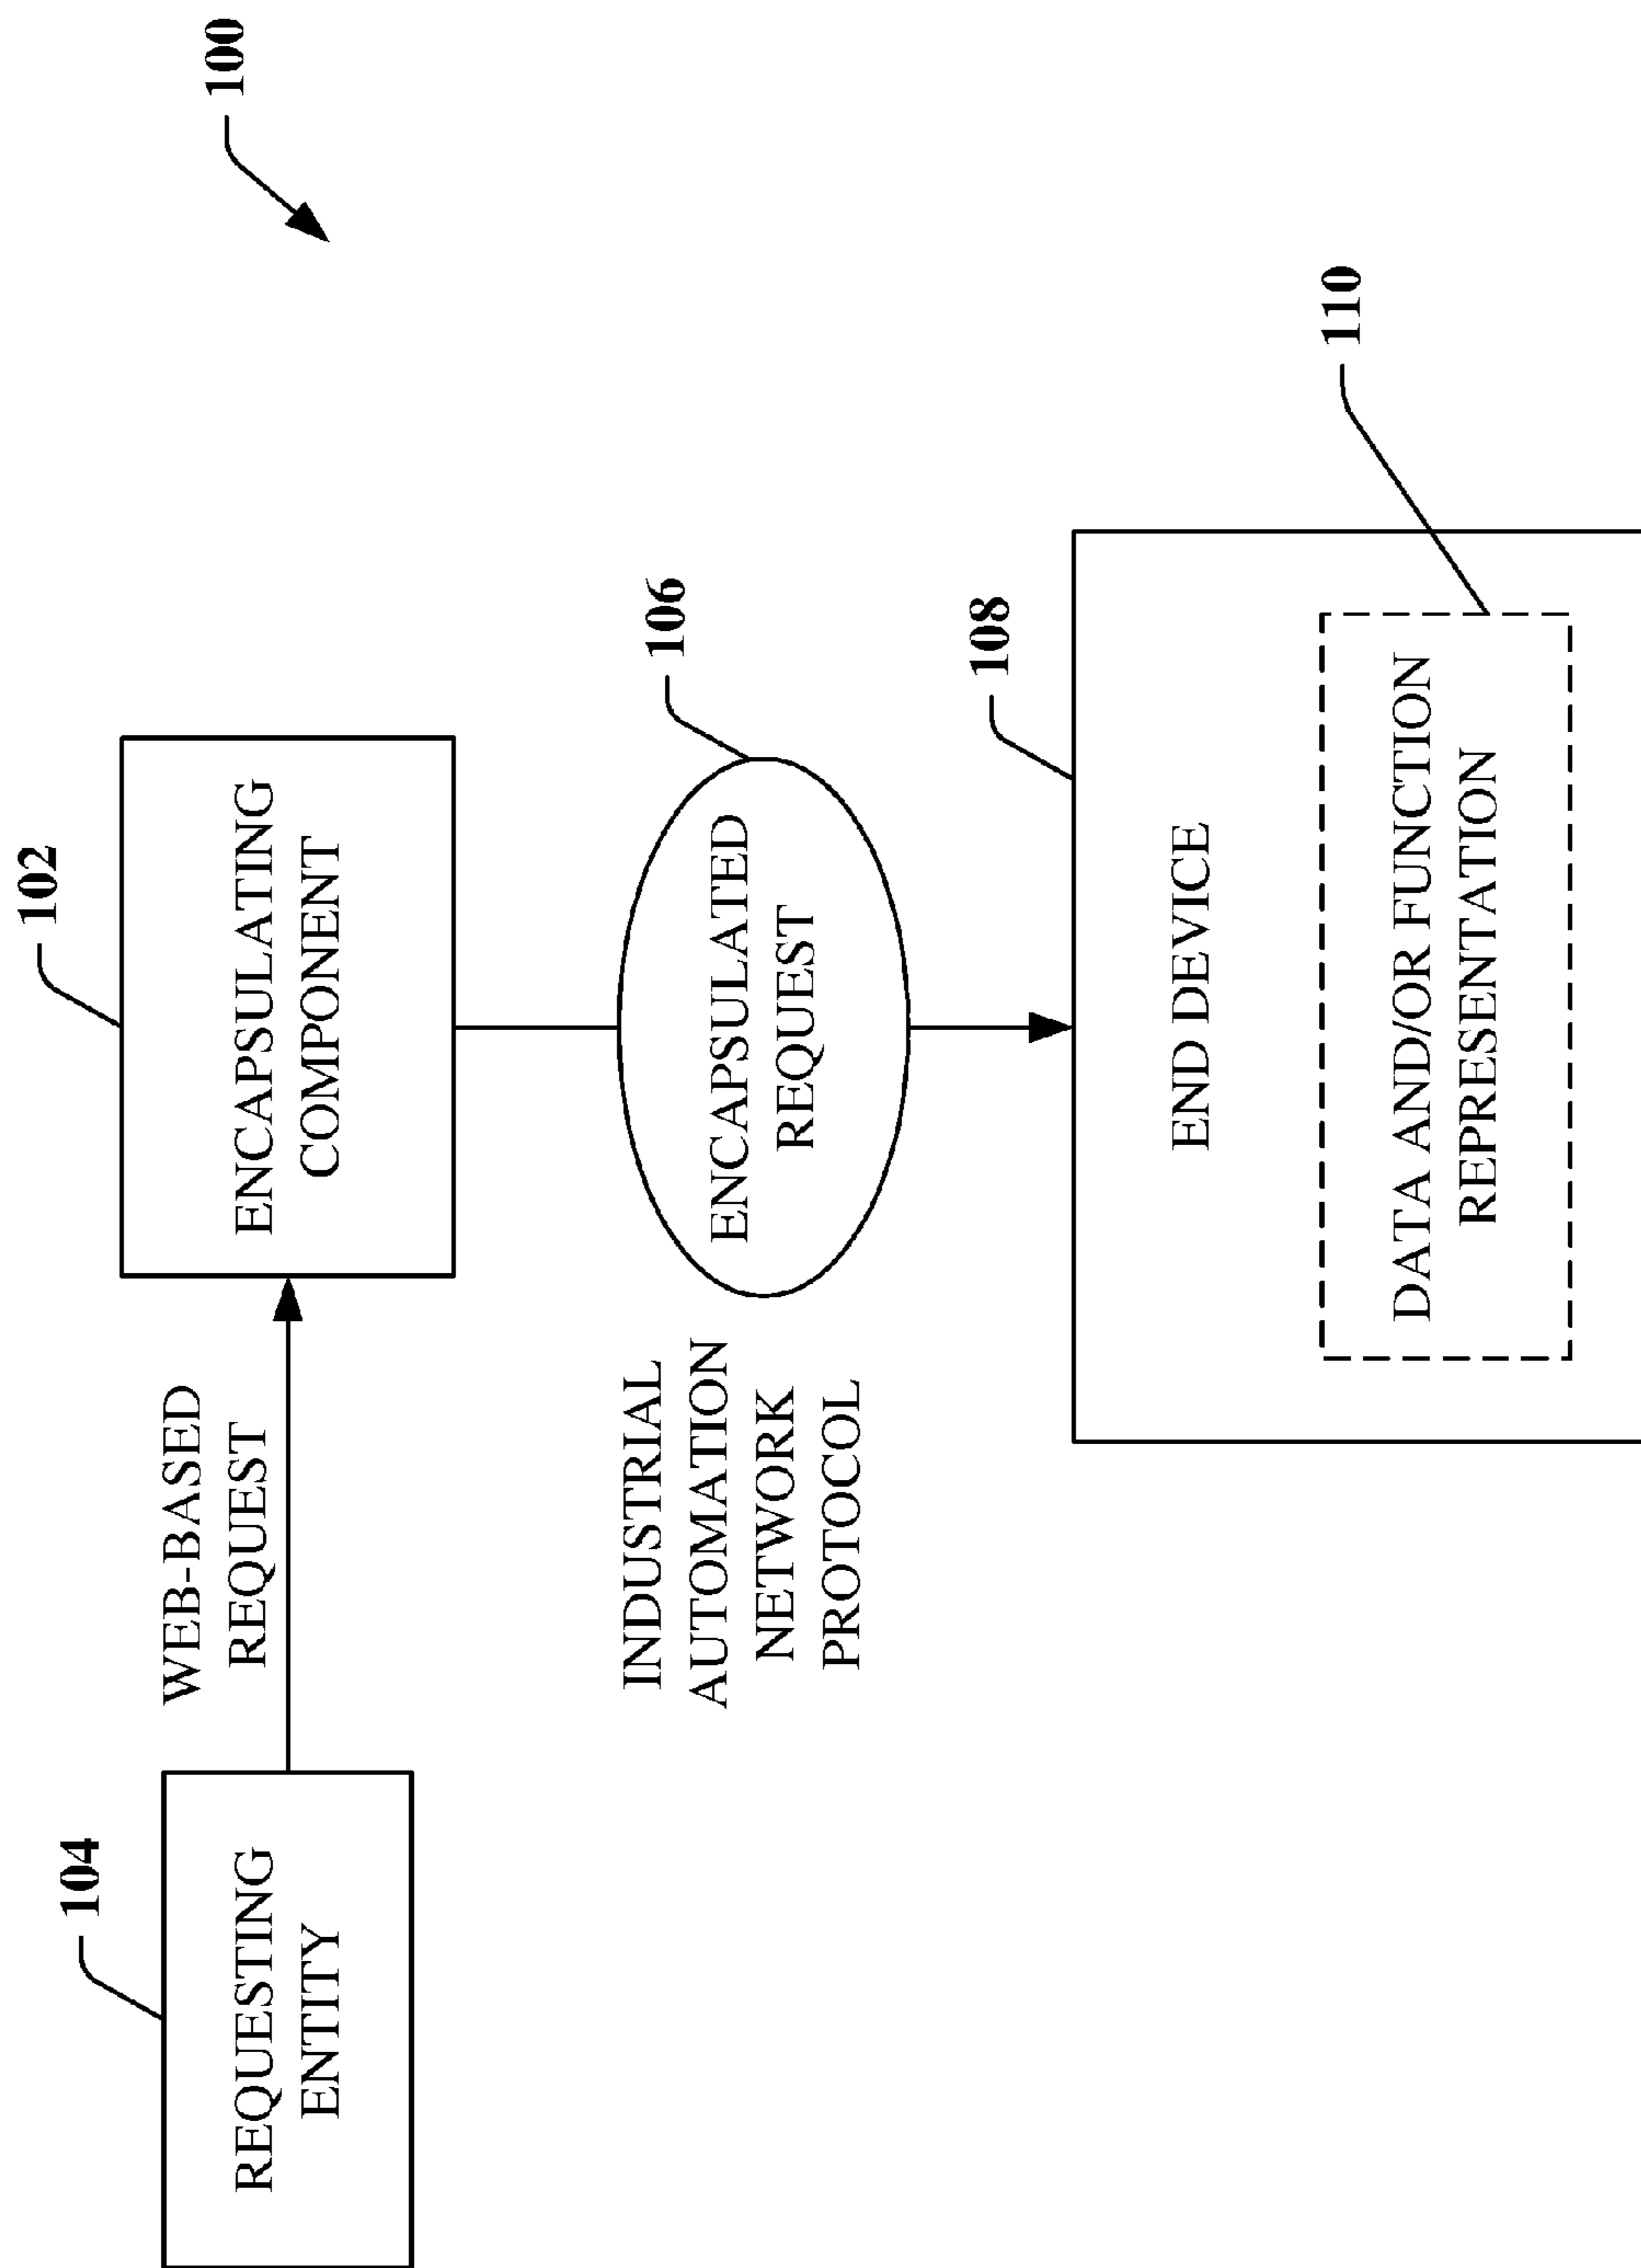 100
102
104
ENCAPSULATING
COMPONENT
WEB-BASED
REQUEST
REQUESTING
ENTITY
106
ENCAPSULATED
REQUEST
INDUSTRIAL
AUTOMATION
NETWORK
PROTOCOL
108
END DEVICE
110
DATA AND/OR FUNCTION
REPRESENTATION